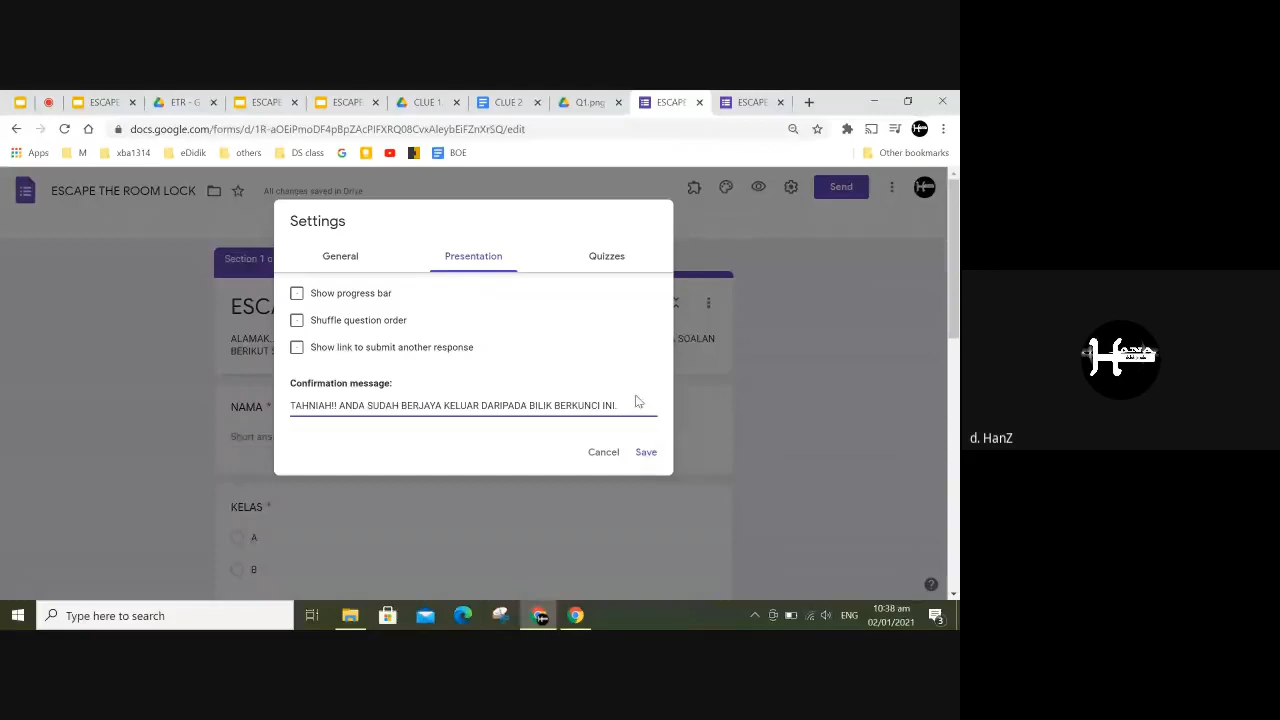 ESCAPE
ETR - G
ESCAPE
ESCAPE
CLUE 1.
CLUE 2
Q1.png
ESCAPE
ESCAPE
docs.google.com/forms/d/1R-aOEiPmoDF4pBpZAcPIFXRQ08CvxAleybEiFZnXrSQ/edit
Apps
M
xba1314
eDidik
others
DS class
BOE
Other bookmarks
ESCAPE THE ROOM LOCK
All changes saved in Drive
Send
Settings
Section 1 o
General
Presentation
Quizzes
Show progress bar
ESC
Shuffle question order
ALAMAK.
SOALAN
BERIKUT
Show link to submit another response
Confirmation message:
NAMA *
TAHNIAH!! ANDA SUDAH BERJAYA KELUAR DARIPADA BILIK BERKUNCI INI.
Short ans
Cancel
Save
KELAS *
A
B
d. HanZ
Type here to search
ENG
10:38 am
02/01/2021
3